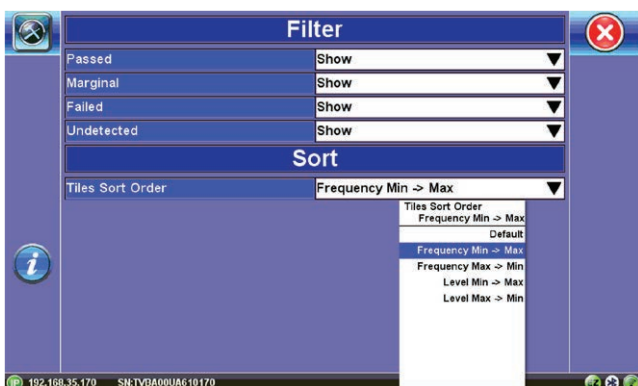 Filter
Passed Show
Marginal Show
Failed Show
Undetected Show
Sort
Tiles Sort Order Frequency Min -> Max
Tiles Sort Order
Frequency Min -> Max
Default
Frequency Min -> Max
Frequency Max -> Min
Level Min -> Max
Level Max -> Min
i
IP 192.168.35.170 SN:TVBA00UA610170